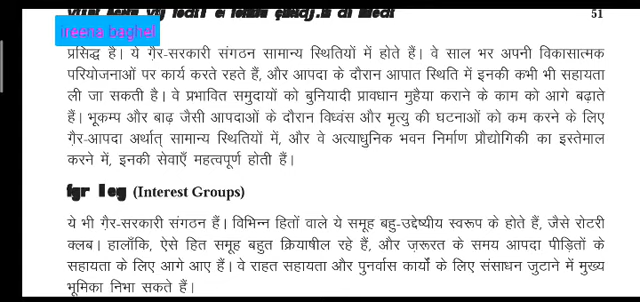 51
ireena baghel
प्रसिद्ध है। ये गै़र-सरकारी संगठन सामान्य स्थितियों में होते हैं। वे साल भर अपनी विकासात्मक
परियोजनाओं पर कार्य करते रहते हैं, और आपदा के दौरान आपात स्थिति में इनकी कभी भी सहायता
ली जा सकती है। वे प्रभावित समुदायों को बुनियादी प्रावधान मुहैया कराने के काम को आगे बढ़ाते
हैं। भूकम्प और बाढ़ जैसी आपदाओं के दौरान विध्वंस और मृत्यु की घटनाओं को कम करने के लिए
गै़र-आपदा अर्थात् सामान्य स्थितियों में, और वे अत्याधुनिक भवन निर्माण प्रौद्योगिकी का इस्तेमाल
करने में, इनकी सेवाएँ महत्वपूर्ण होती हैं।
(Interest Groups)
ये भी गै़र-सरकारी संगठन हैं। विभिन्न हितों वाले ये समूह बहु-उद्देष्यीय स्वरूप के होते हैं, जैसे रोटरी
क्लब। हालाँकि, ऐसे हित समूह बहुत क्रियाषील रहे हैं, और ज़रूरत के समय आपदा पीड़ितों के
सहायता के लिए आगे आए हैं। वे राहत सहायता और पुनर्वास कार्यों के लिए संसाधन जुटाने में मुख्य
भूमिका निभा सकते हैं।